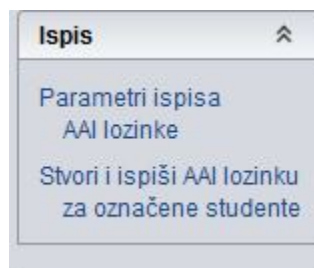 Ispis
Parametri ispisa
AAI lozinke
Stvori i ispiši AAI lozinku
za označene studente